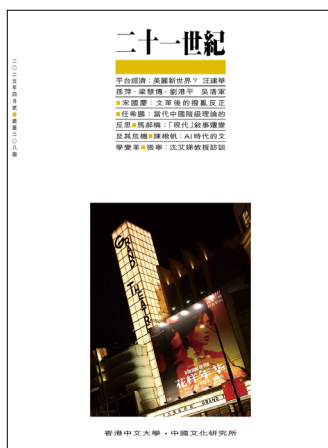 二十一世紀
二〇二五年四月號■總第二〇八期
平台經濟：美麗新世界？ 汪建華
孫萍·梁慧博·劉港平 吳清軍
■宋國慶：文革後的撥亂反正
■任希鵬：當代中國階級理論的
反思■馬郝楠：「現代」敍事嬗變
及其危機■陳楸帆：AI時代的文
學變革■張寧：沈艾娣教授訪談
GRAND THEATRE
花樣年華
GRAND
香港中文大學·中國文化研究所